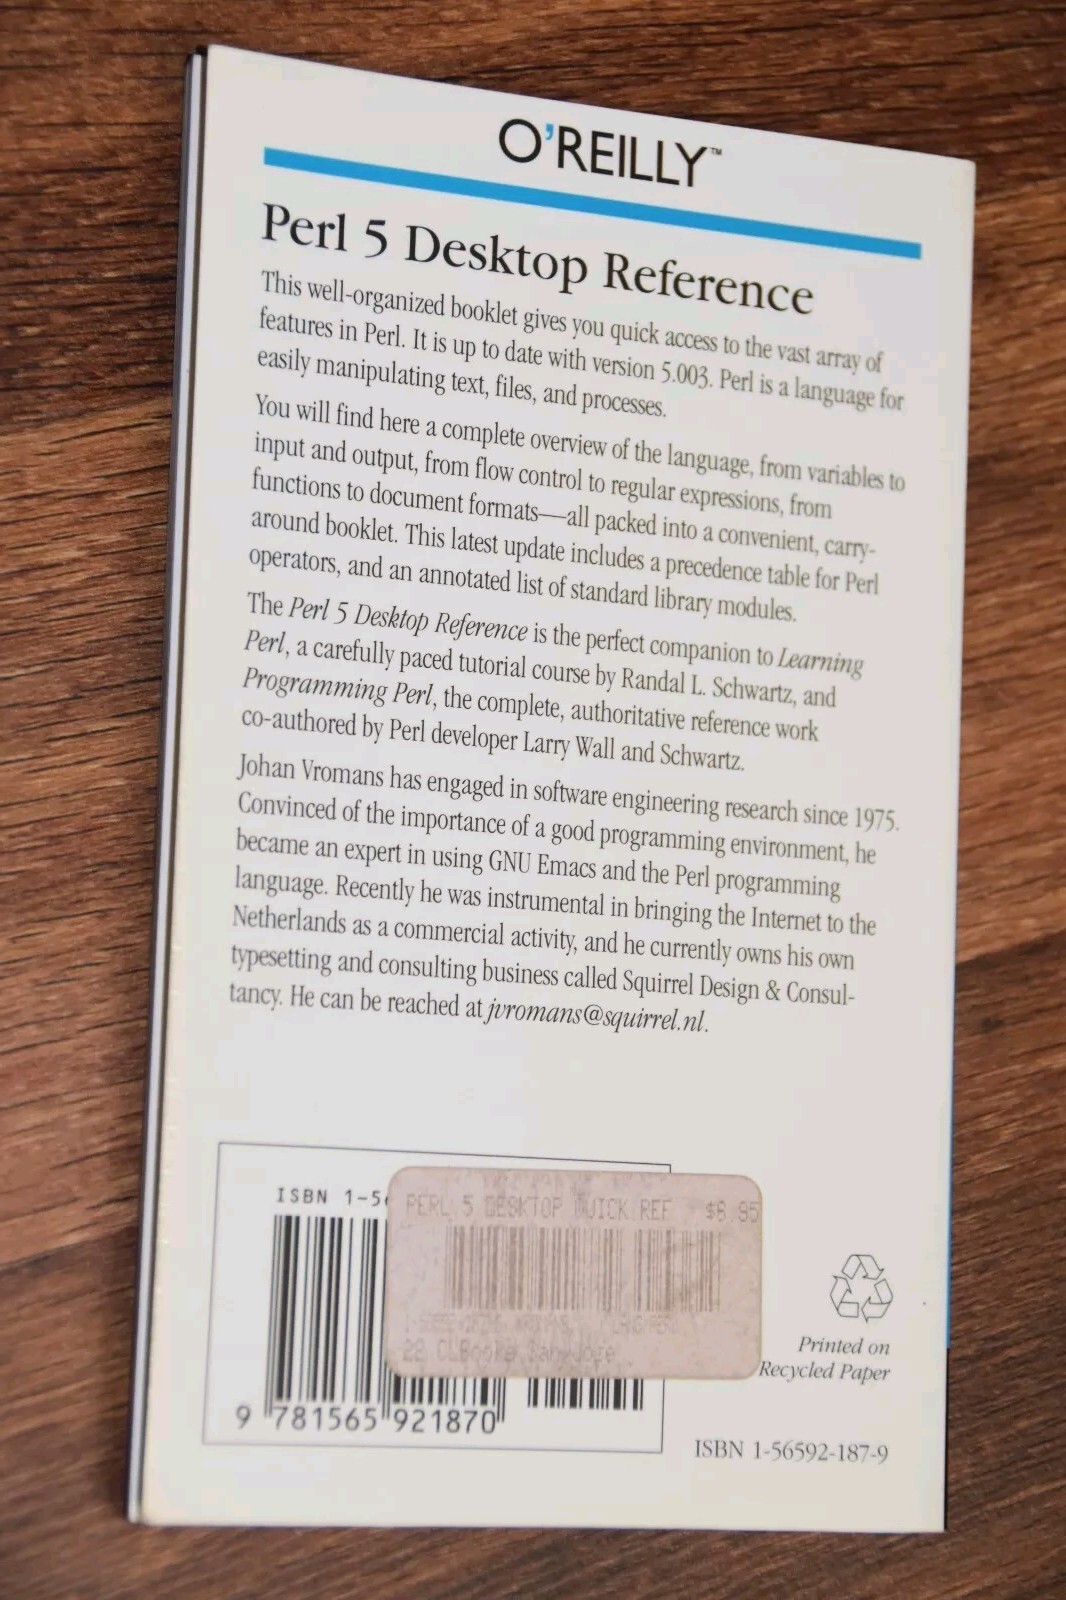 O'REILLY™
Perl 5 Desktop Reference
This well-organized booklet gives you quick access to the vast array of
features in Perl. It is up to date with version 5.003. Perl is a language for
easily manipulating text, files, and processes.
You will find here a complete overview of the language, from variables to
input and output, from flow control to regular expressions, from
functions to document formats—all packed into a convenient, carry-
around booklet. This latest update includes a precedence table for Perl
operators, and an annotated list of standard library modules.
The Perl 5 Desktop Reference is the perfect companion to Learning
Perl, a carefully paced tutorial course by Randal L. Schwartz, and
Programming Perl, the complete, authoritative reference work
co-authored by Perl developer Larry Wall and Schwartz.
Johan Vromans has engaged in software engineering research since 1975.
Convinced of the importance of a good programming environment, he
became an expert in using GNU Emacs and the Perl programming
language. Recently he was instrumental in bringing the Internet to the
Netherlands as a commercial activity, and he currently owns his own
typesetting and consulting business called Squirrel Design & Consul-
tancy. He can be reached at jvromans@squirrel.nl.
ISBN 1-5
PERL 5 DESKTOP QUICK REF
22 CLBooks San Jose
9 781565 921870
Printed on
Recycled Paper
ISBN 1-56592-187-9